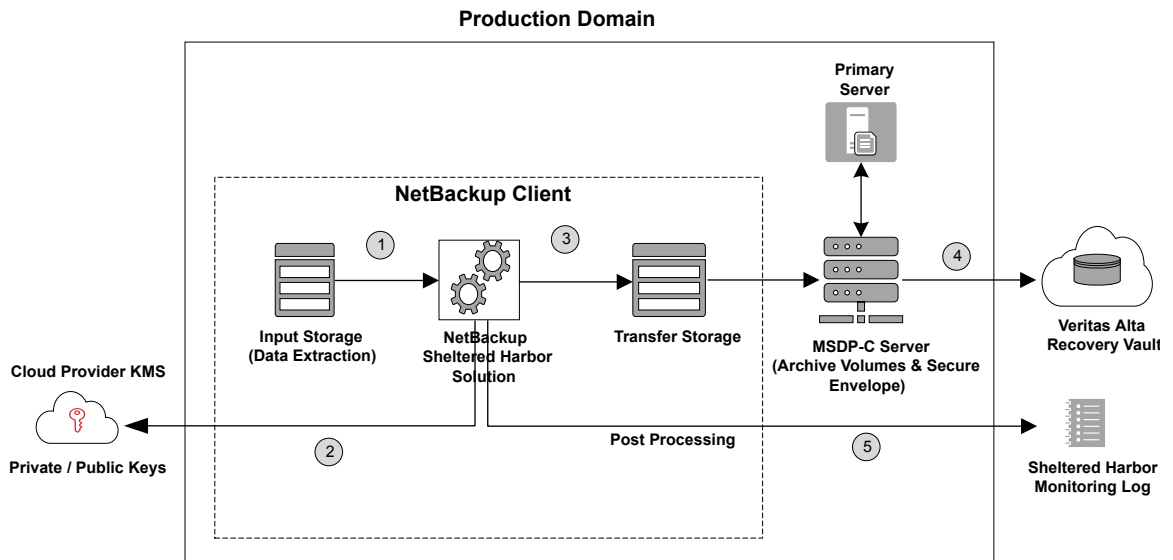 Production Domain
Primary
Server
NetBackup Client
1
3
4
Input Storage
(Data Extraction)
NetBackup
Sheltered Harbor
Solution
Transfer Storage
MSDP-C Server
(Archive Volumes & Secure
Envelope)
Veritas Alta
Recovery Vault
Cloud Provider KMS
Private / Public Keys
2
Post Processing
5
Sheltered Harbor
Monitoring Log